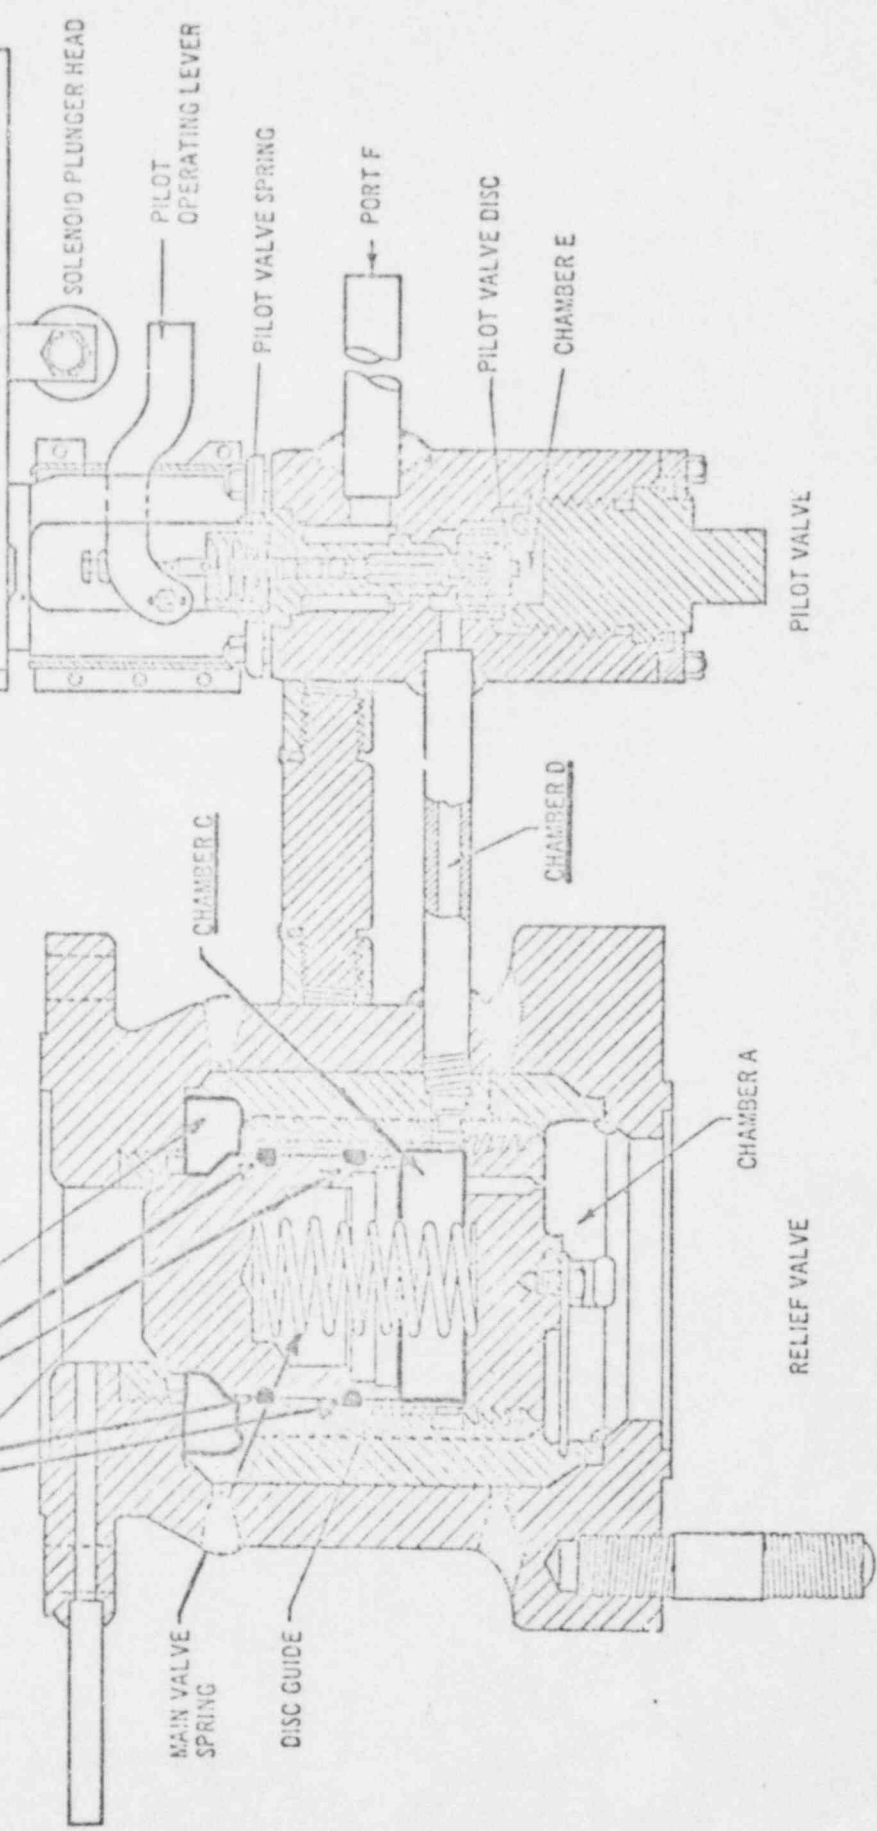 SOLENOID PLUNGER HEAD
PILOT
OPERATING LEVER
PILOT VALVE SPRING
PORT F
PILOT VALVE DISC
CHAMBER E
PILOT VALVE
CHAMBER C
CHAMBER D
CHAMBER A
RELIEF VALVE
MAIN VALVE
SPRING
DISC GUIDE